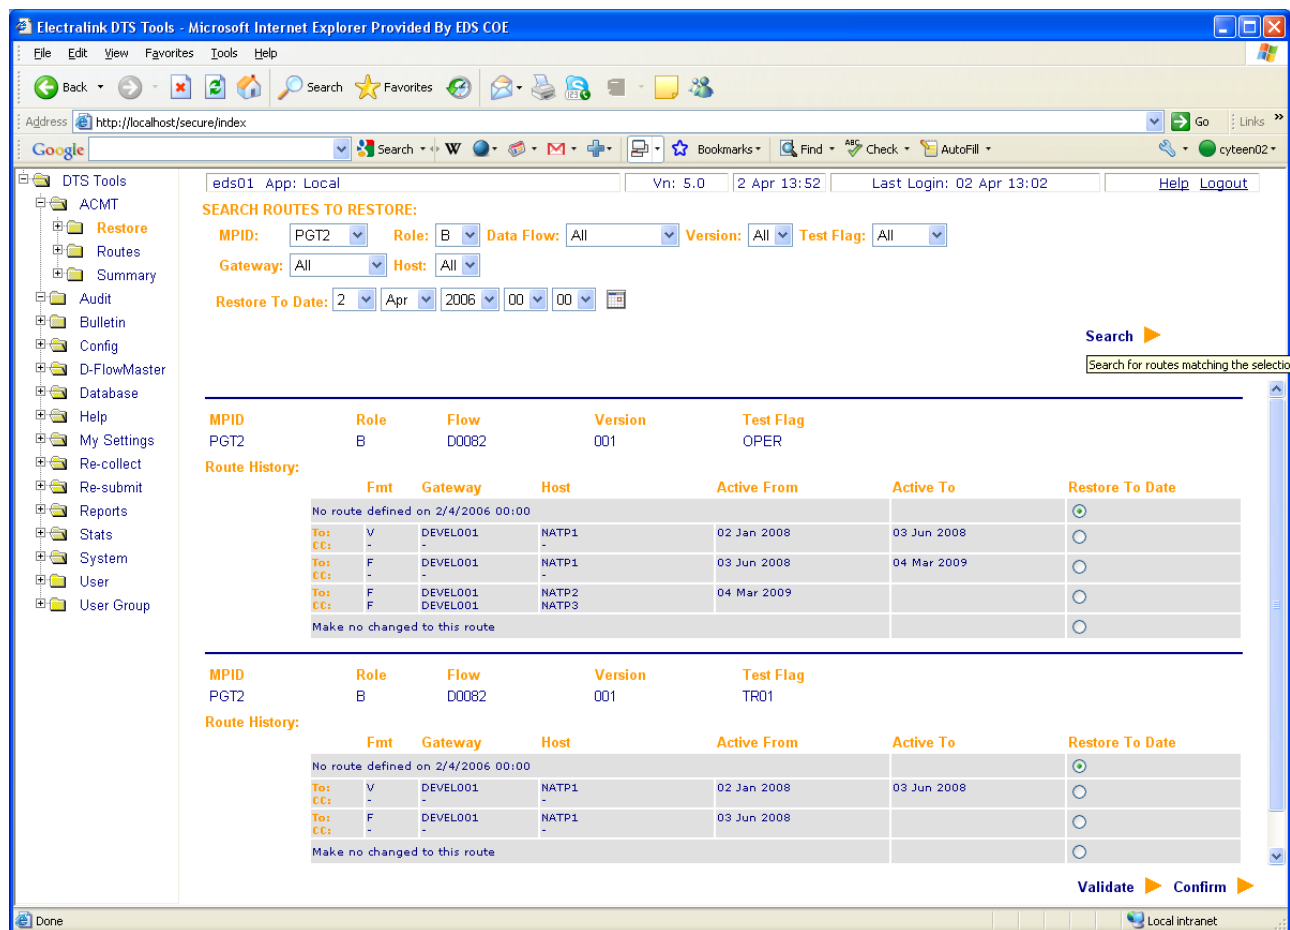 Electralink DTS Tools - Microsoft Internet Explorer Provided By EDS COE
File Edit View Favorites Tools Help
Back Search Favorites
Address http://localhost/secure/index Go Links »
Google Search W Bookmarks Find Check AutoFill cyteen02
DTS Tools
ACMT
Restore
Routes
Summary
Audit
Bulletin
Config
D-FlowMaster
Database
Help
My Settings
Re-collect
Re-submit
Reports
Stats
System
User
User Group
eds01 App: Local Vn: 5.0 2 Apr 13:52 Last Login: 02 Apr 13:02 Help Logout
SEARCH ROUTES TO RESTORE:
MPID: PGT2 Role: B Data Flow: All Version: All Test Flag: All
Gateway: All Host: All
Restore To Date: 2 Apr 2006 00 00
Search
Search for routes matching the selectio
MPID Role Flow Version Test Flag
PGT2 B D0082 001 OPER
Route History:
Fmt Gateway Host Active From Active To Restore To Date
No route defined on 2/4/2006 00:00
To: V DEVEL001 NATP1 02 Jan 2008 03 Jun 2008
CC: - - -
To: F DEVEL001 NATP1 03 Jun 2008 04 Mar 2009
CC: - - -
To: F DEVEL001 NATP2 04 Mar 2009
CC: F DEVEL001 NATP3
Make no changed to this route
MPID Role Flow Version Test Flag
PGT2 B D0082 001 TR01
Route History:
Fmt Gateway Host Active From Active To Restore To Date
No route defined on 2/4/2006 00:00
To: V DEVEL001 NATP1 02 Jan 2008 03 Jun 2008
CC: - - -
To: F DEVEL001 NATP1 03 Jun 2008
CC: - - -
Make no changed to this route
Validate Confirm
Done Local intranet